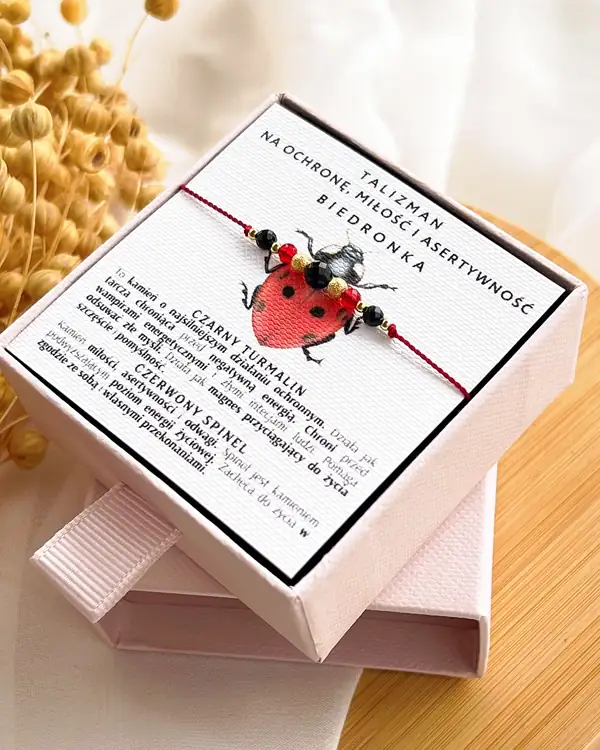 TALIZMAN
NA OCHRONĘ, MIŁOŚĆ I ASERTYWNOŚĆ
BIEDRONKA
CZARNY TURMALIN
To kamień o najsilniejszym działaniu ochronnym. Działa jak
tarcza chroniąca przed negatywną energią. Chroni przed
wampirami energetycznymi i złymi intencjami ludzi. Pomaga
odsuwać złe myśli. Działa jak magnes przyciągający do życia
szczęście i pomyślność.
CZERWONY SPINEL
Kamień miłości, asertywności i odwagi. Spinel jest kamieniem
podwyższającym poziom energii życiowej. Zachęca do życia w
zgodzie ze sobą i własnymi przekonaniami.